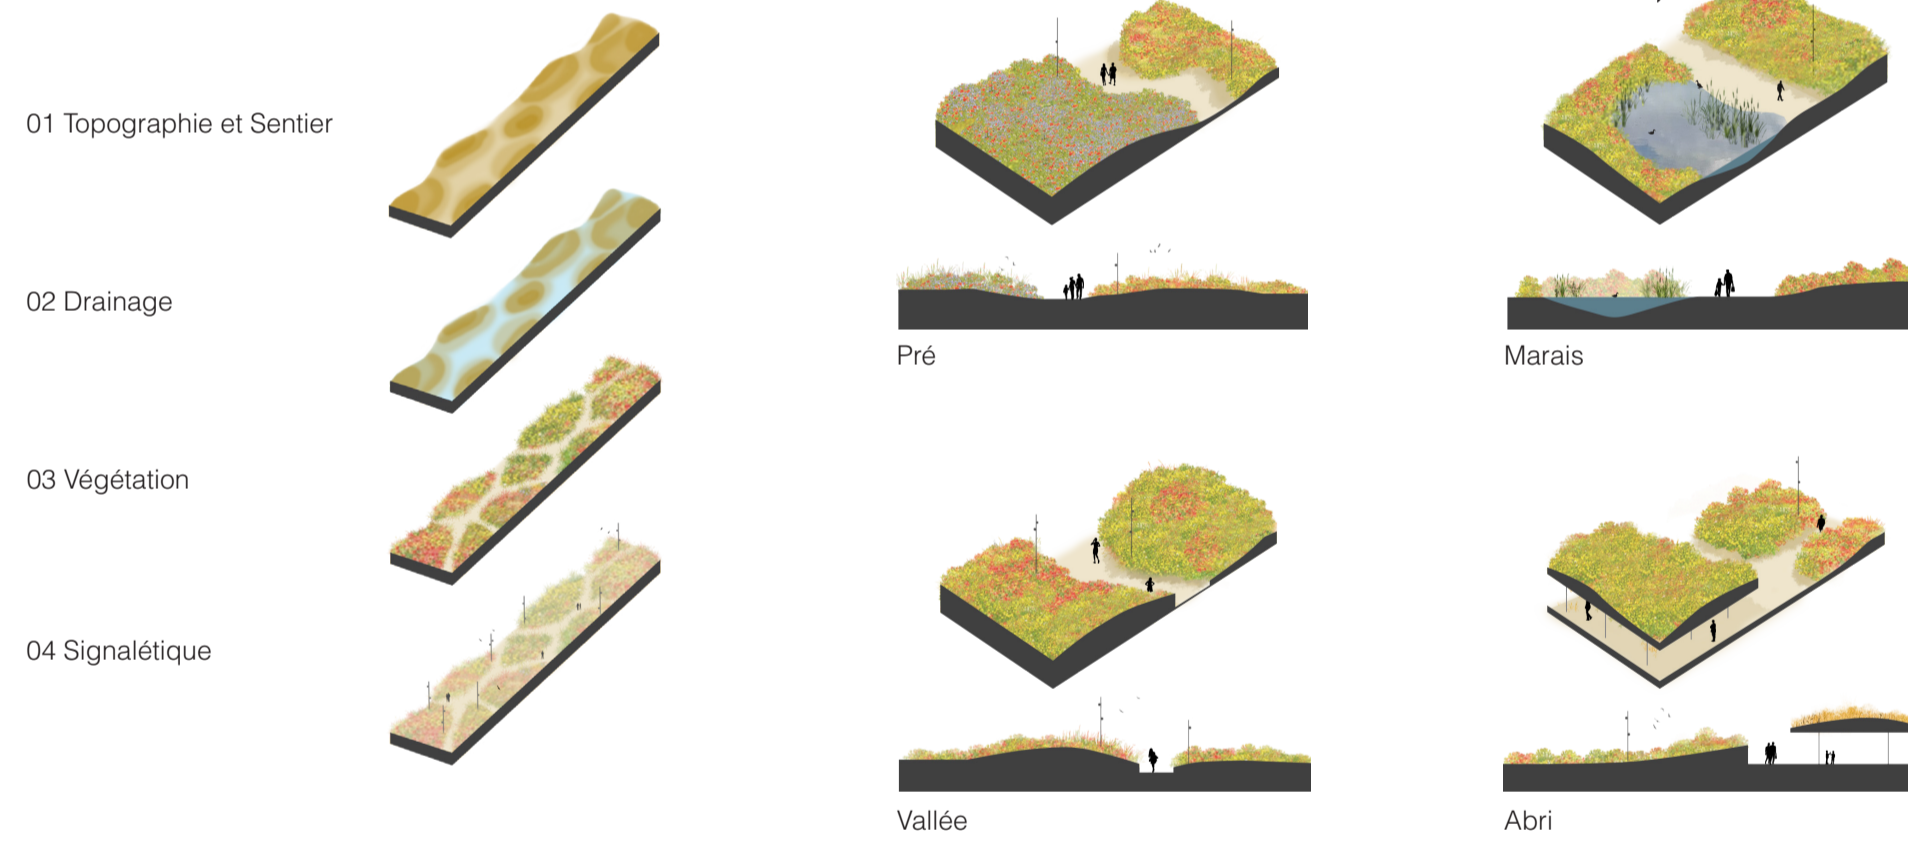 01 Topographie et Sentier
02 Drainage
03 Végétation
04 Signalétique
Pré
Marais
Vallée
Abri